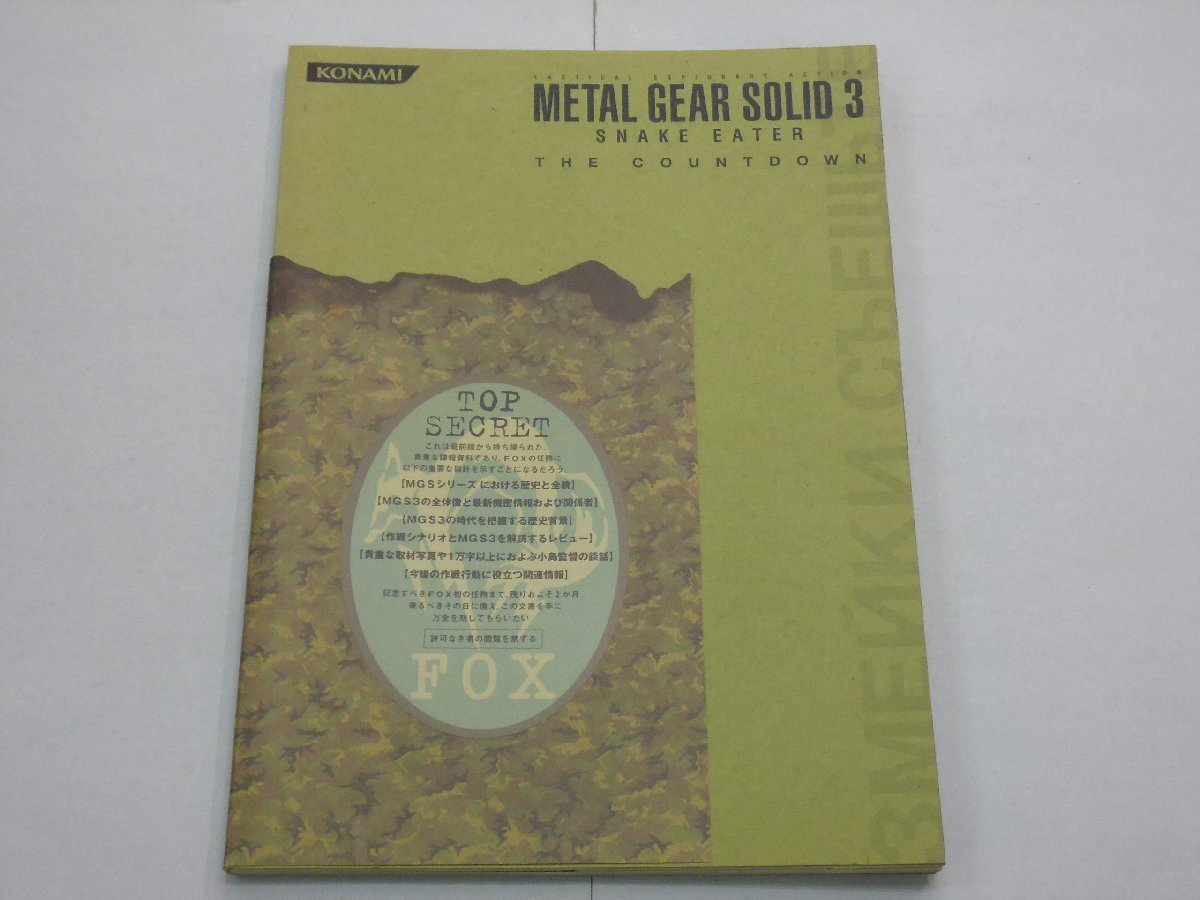 KONAMI
TACTICAL ESPIONAGE ACTION
METAL GEAR SOLID 3
SNAKE EATER
THE COUNTDOWN
TOP
SECRET
これは最前線から持ち帰られた、
貴重な諜報資料であり、FOXの任務に
以下の重要な指針を示すことになるだろう。
【MGSシリーズにおける歴史と全貌】
【MGS3の全体像と最新機密情報および関係者】
【MGS3の時代を把握する歴史背景】
【作戦シナリオとMGS3を解読するレビュー】
【貴重な取材写真や1万字以上におよぶ小島監督の談話】
【今後の作戦行動に役立つ関連情報】
記念すべきFOX初の任務まで、残りおよそ2か月
来るべきその日に備え、この文書を手に
万全を期してもらいたい
許可なき者の閲覧を禁ずる
FOX